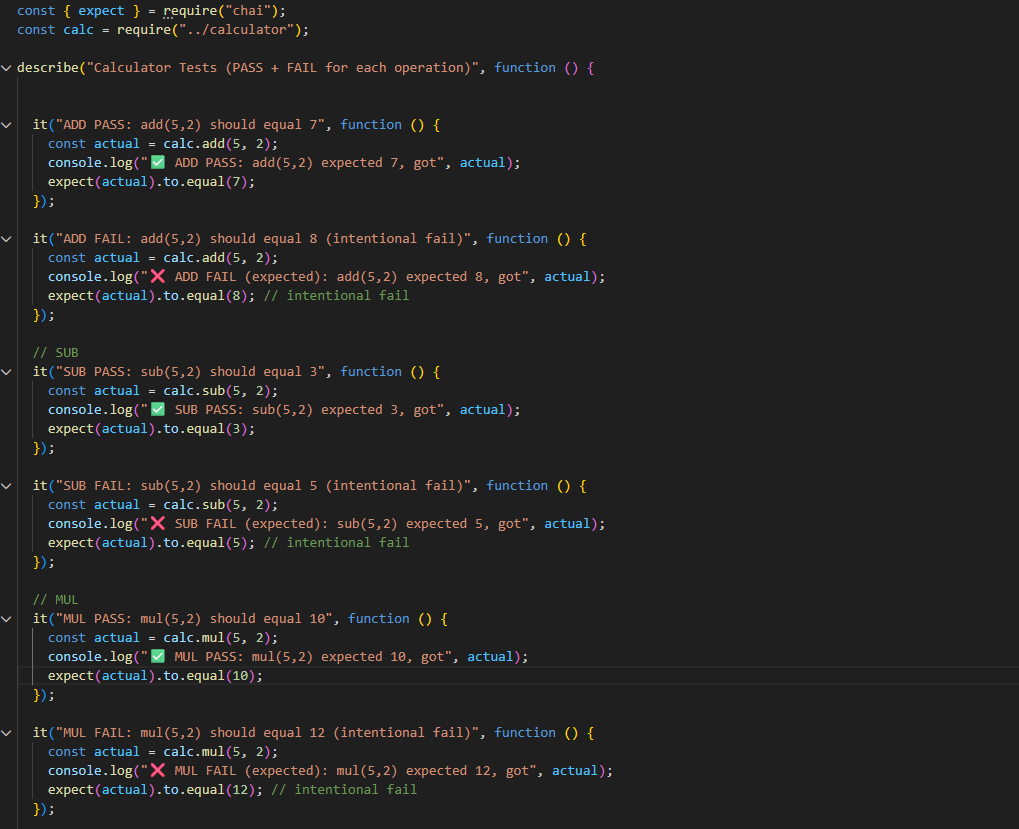 const { expect } = require("chai");
const calc = require("../calculator");
describe("Calculator Tests (PASS + FAIL for each operation)", function () {
it("ADD PASS: add(5,2) should equal 7", function () {
const actual = calc.add(5, 2);
console.log("✅ ADD PASS: add(5,2) expected 7, got", actual);
expect(actual).to.equal(7);
});
it("ADD FAIL: add(5,2) should equal 8 (intentional fail)", function () {
const actual = calc.add(5, 2);
console.log("❌ ADD FAIL (expected): add(5,2) expected 8, got", actual);
expect(actual).to.equal(8); // intentional fail
});
// SUB
it("SUB PASS: sub(5,2) should equal 3", function () {
const actual = calc.sub(5, 2);
console.log("✅ SUB PASS: sub(5,2) expected 3, got", actual);
expect(actual).to.equal(3);
});
it("SUB FAIL: sub(5,2) should equal 5 (intentional fail)", function () {
const actual = calc.sub(5, 2);
console.log("❌ SUB FAIL (expected): sub(5,2) expected 5, got", actual);
expect(actual).to.equal(5); // intentional fail
});
// MUL
it("MUL PASS: mul(5,2) should equal 10", function () {
const actual = calc.mul(5, 2);
console.log("✅ MUL PASS: mul(5,2) expected 10, got", actual);
expect(actual).to.equal(10);
});
it("MUL FAIL: mul(5,2) should equal 12 (intentional fail)", function () {
const actual = calc.mul(5, 2);
console.log("❌ MUL FAIL (expected): mul(5,2) expected 12, got", actual);
expect(actual).to.equal(12); // intentional fail
});